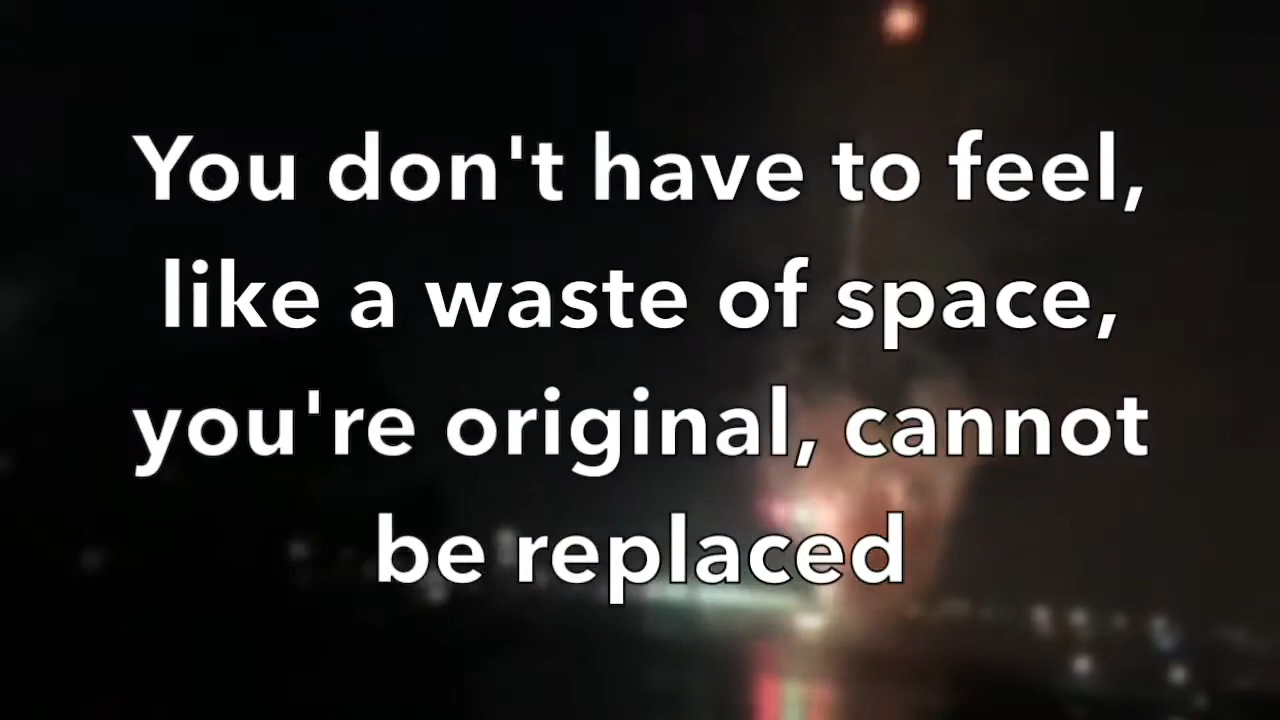 You don't have to feel,
like a waste of space,
you're original, cannot
be replaced